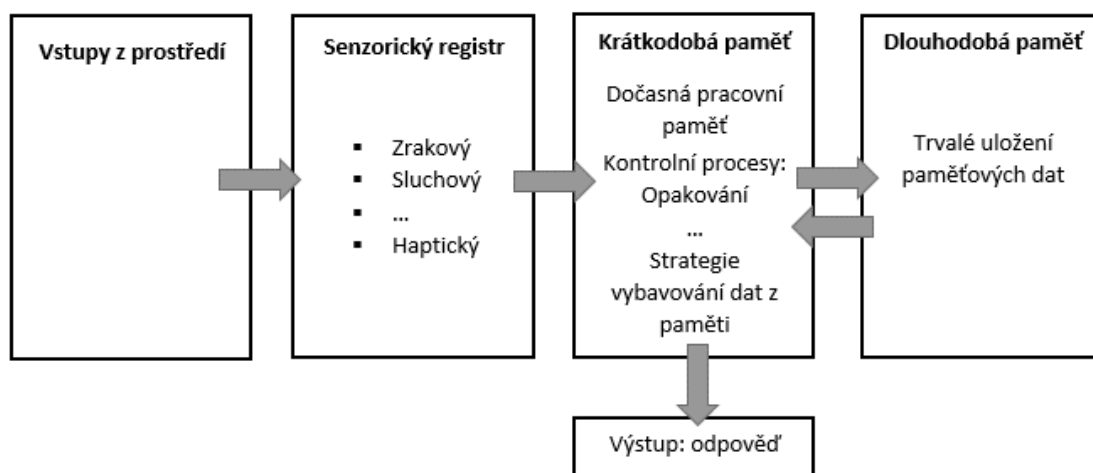 Vstupy z prostředí
Senzorický registr
▪ Zrakový
▪ Sluchový
▪ ...
▪ Haptický
Krátkodobá paměť
Dočasná pracovní
paměť
Kontrolní procesy:
Opakování
...
Strategie
vybavování dat z
paměti
Dlouhodobá paměť
Trvalé uložení
paměťových dat
Výstup: odpověď